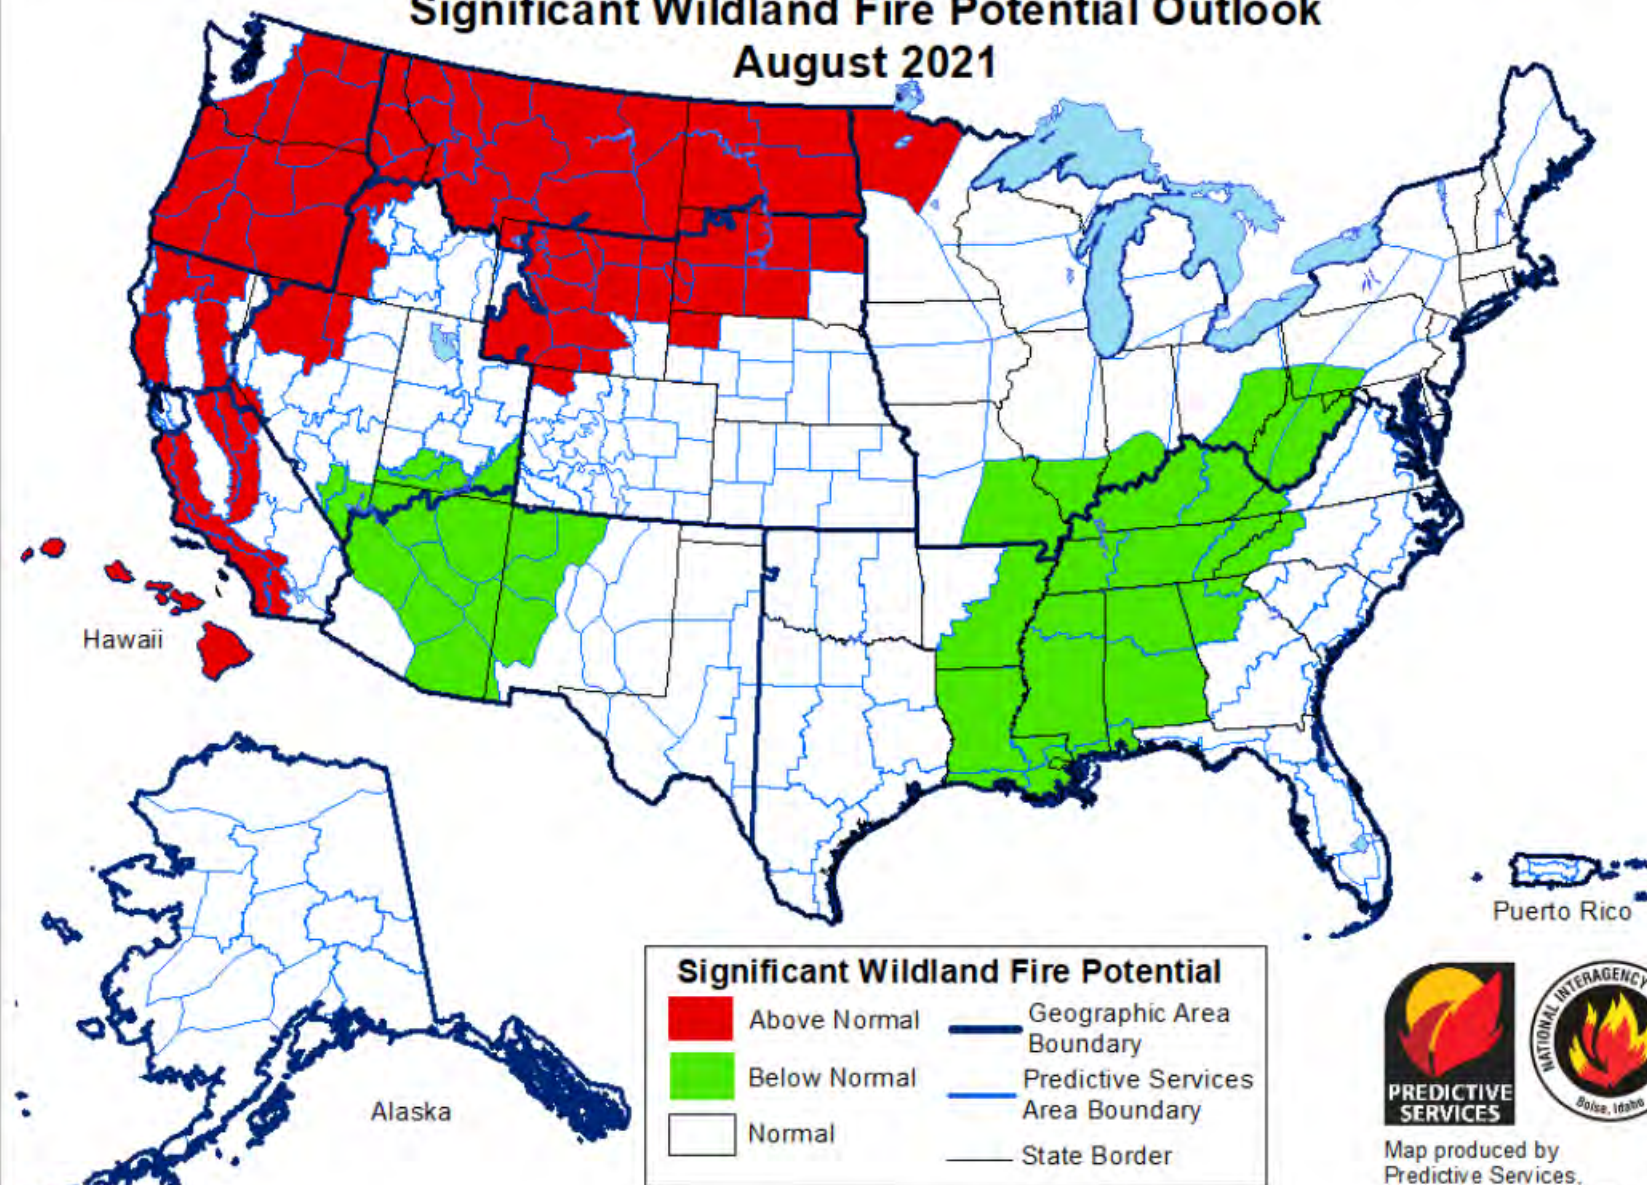 Significant Wildland Fire Potential Outlook
August 2021
Hawaii
Alaska
Puerto Rico
Significant Wildland Fire Potential
Above Normal
Below Normal
Normal
Geographic Area
Boundary
Predictive Services
Area Boundary
State Border
PREDICTIVE
SERVICES
NATIONAL INTERAGENCY
Boise, Idaho
Map produced by
Predictive Services,